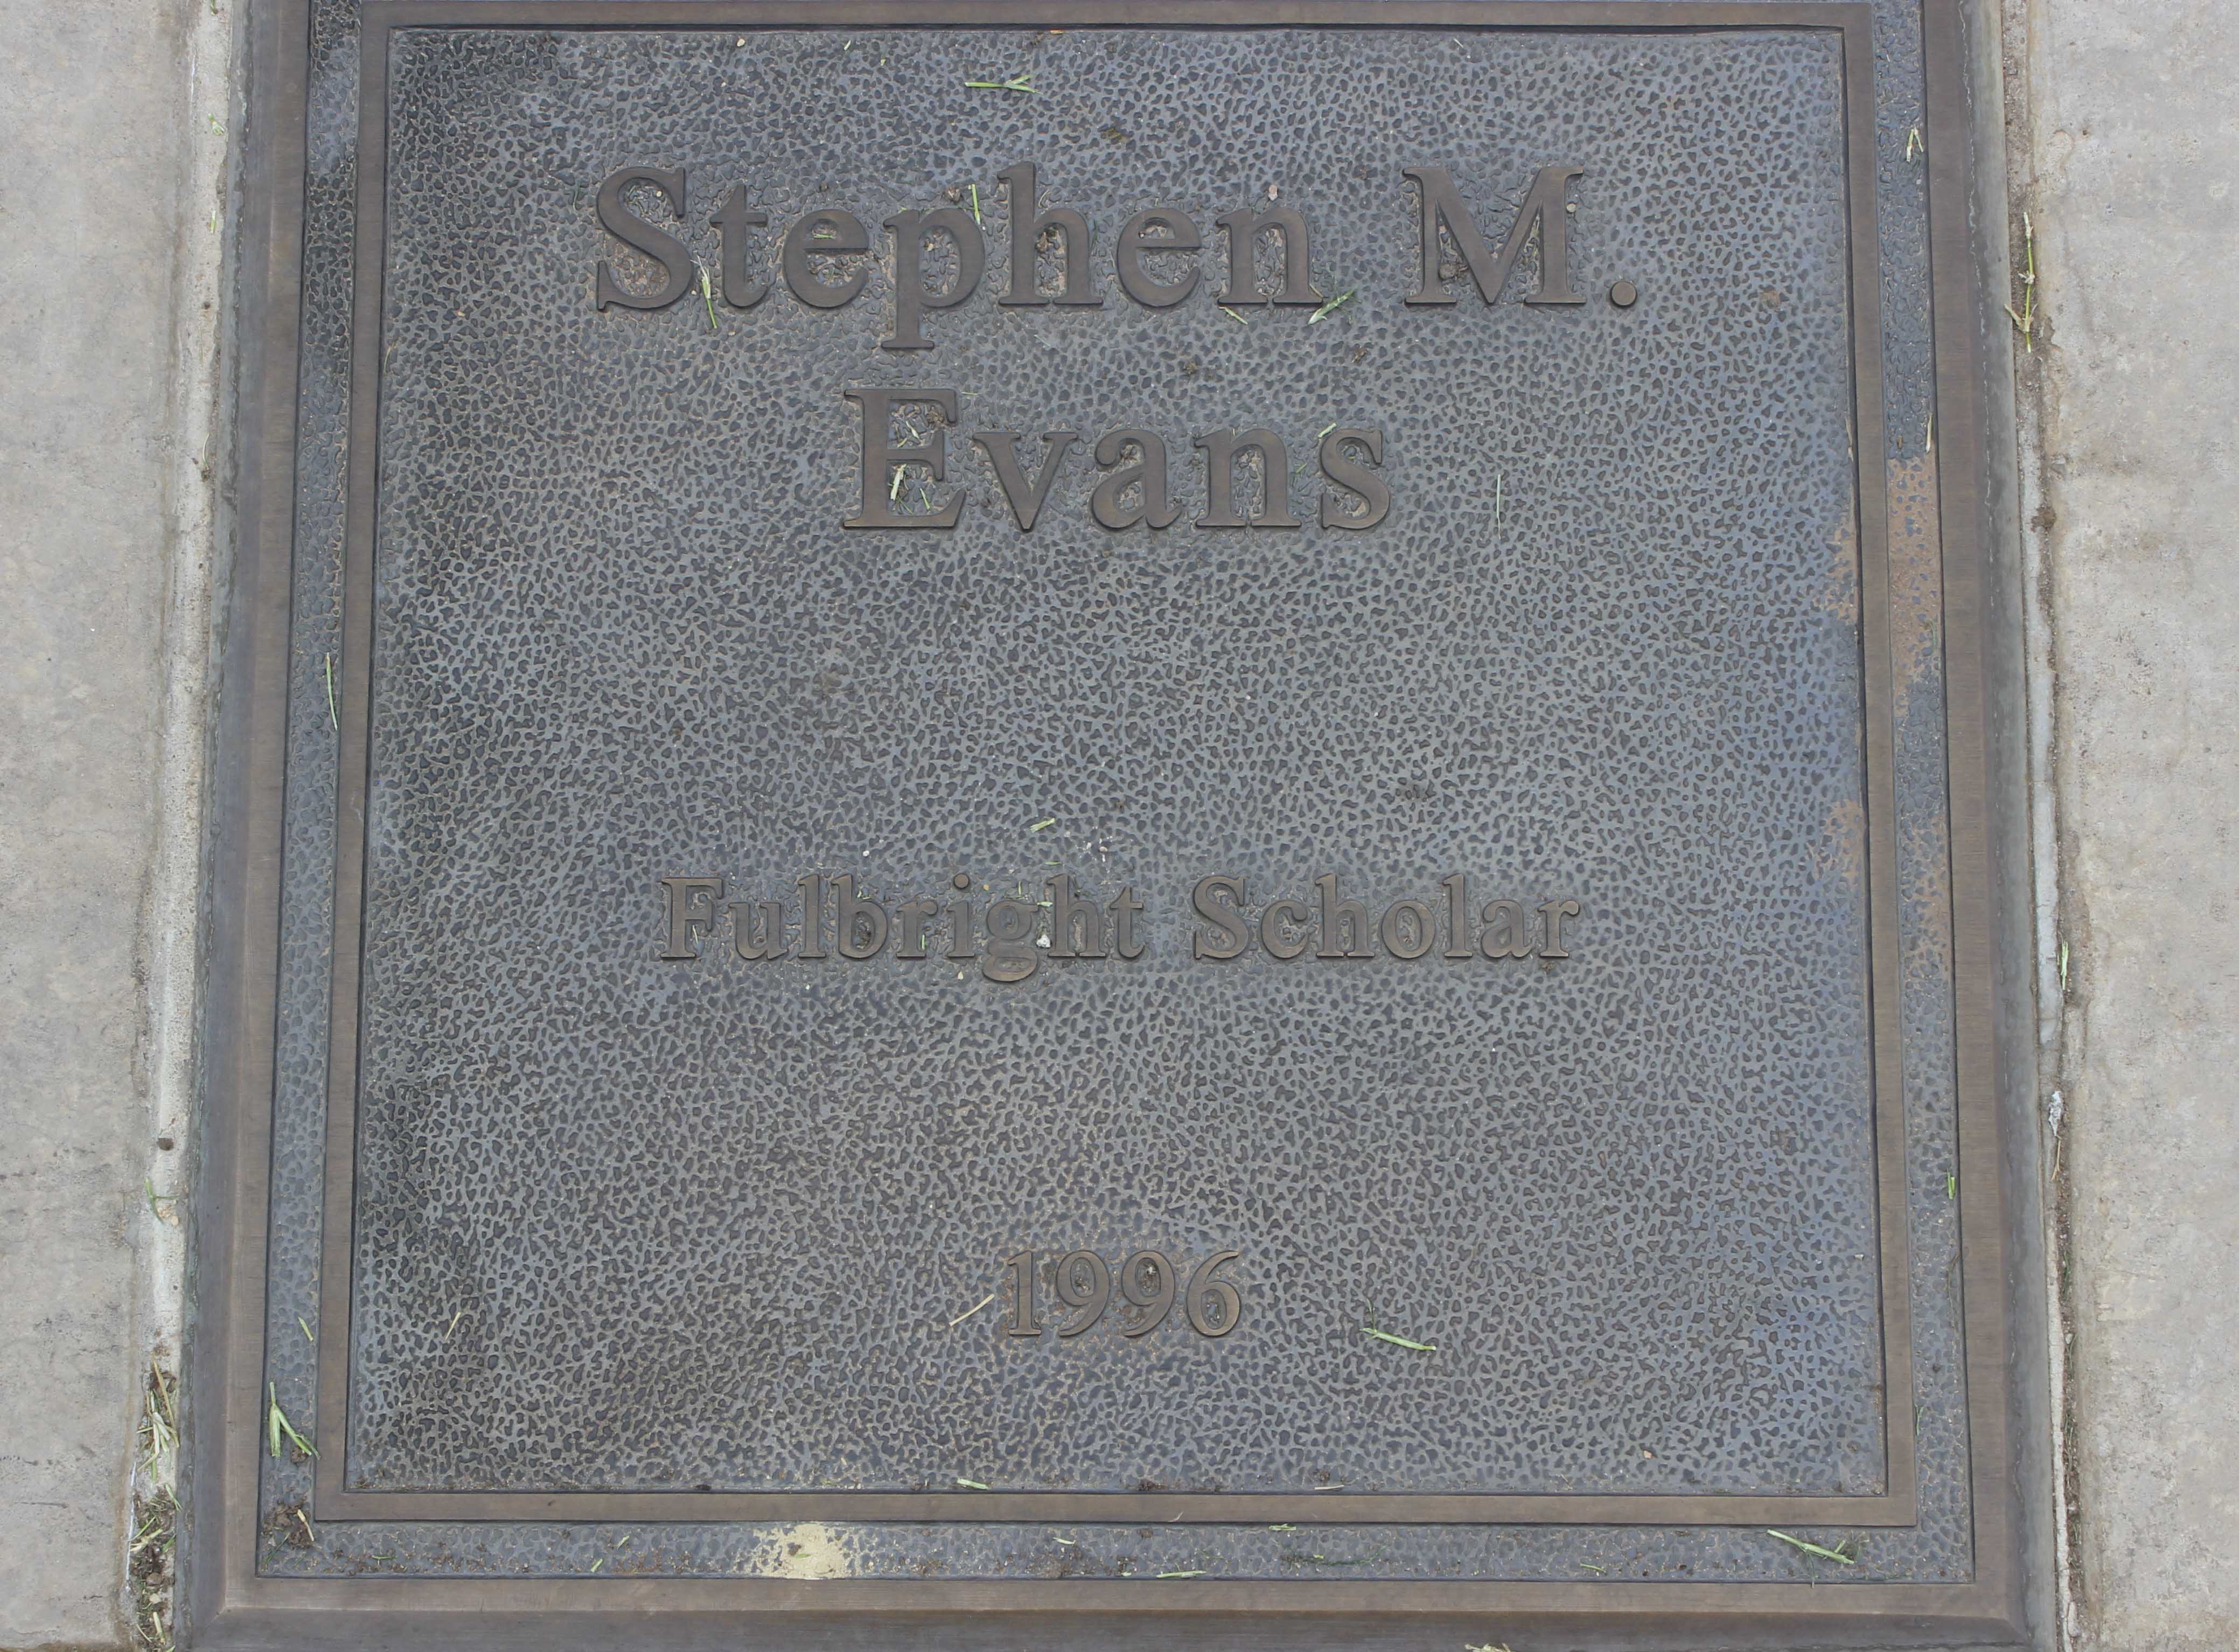 Stephen M.
Evans
Fulbright Scholar
1996